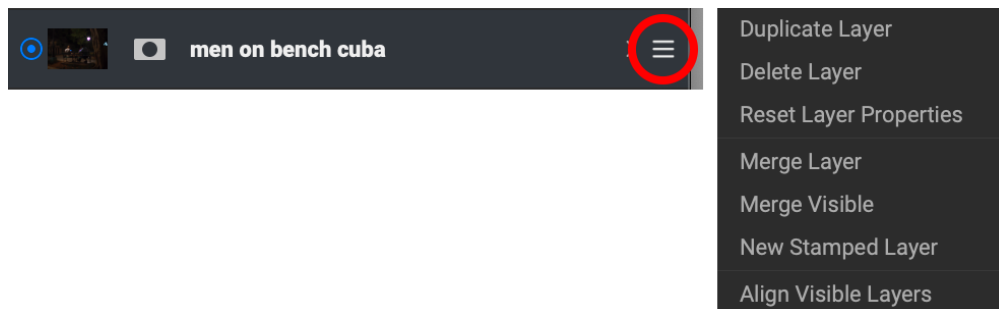 men on bench cuba
Duplicate Layer
Delete Layer
Reset Layer Properties
Merge Layer
Merge Visible
New Stamped Layer
Align Visible Layers